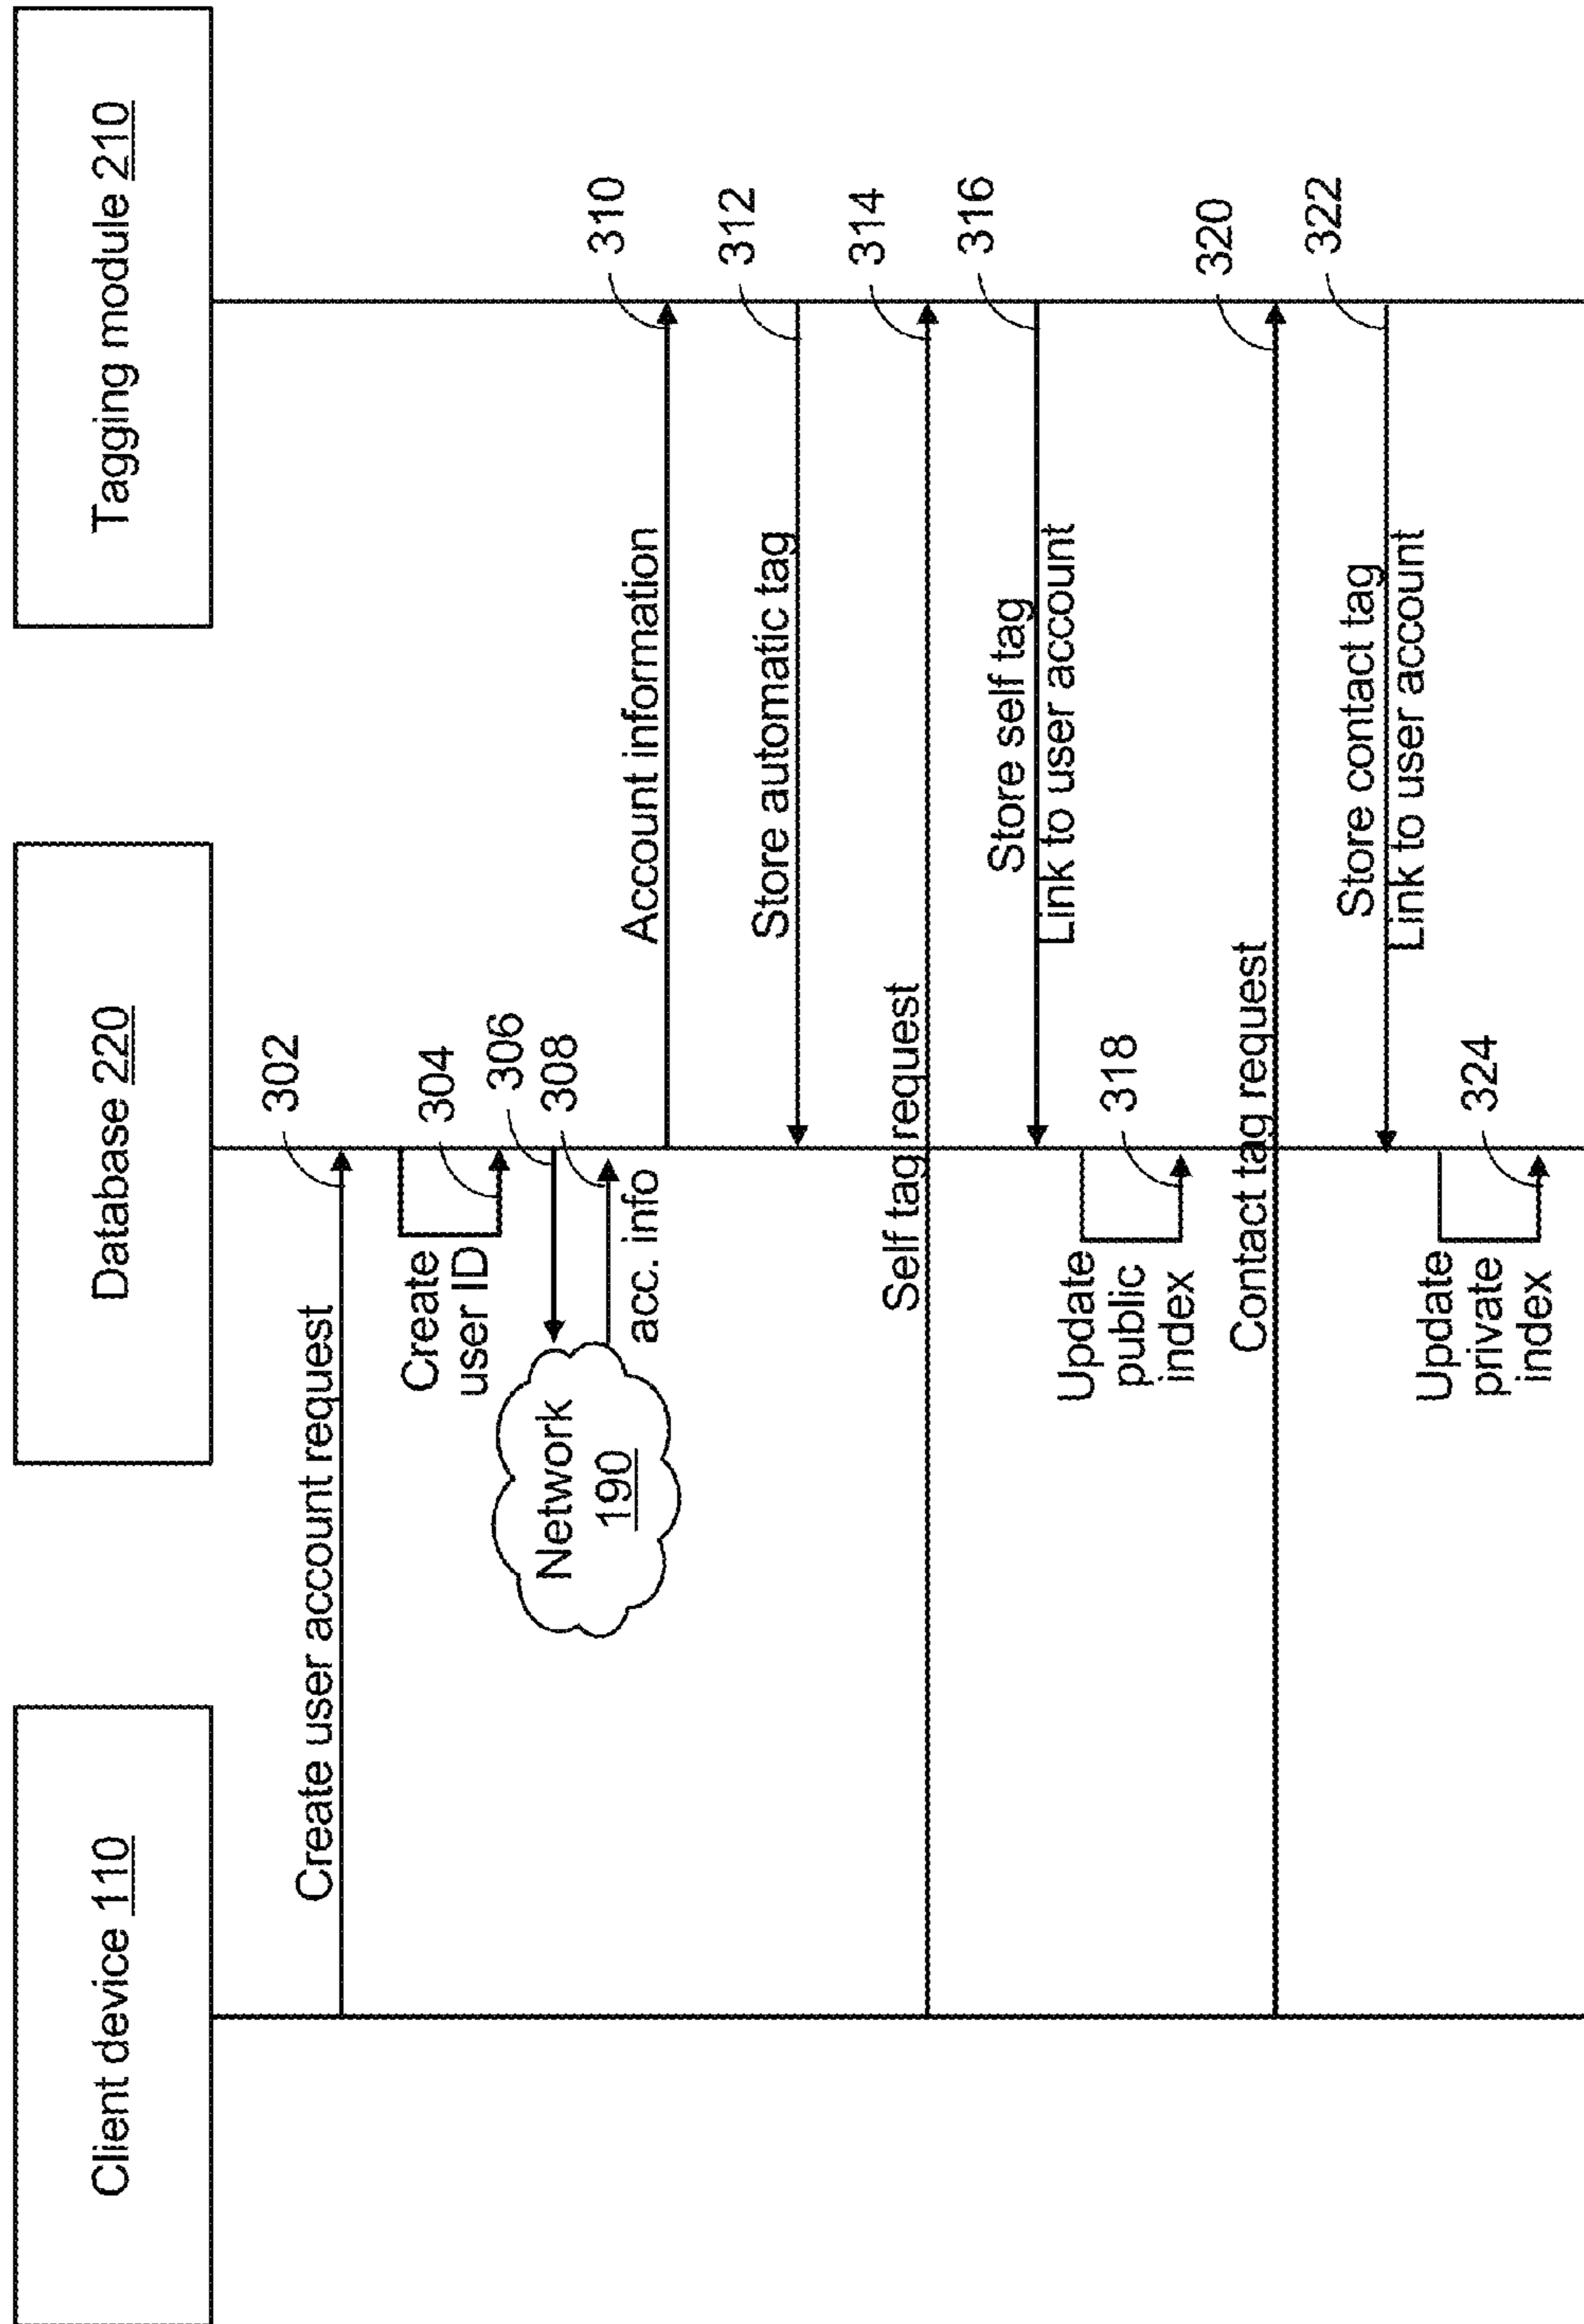 Client device 110
Database 220
Tagging module 210
Create user account request
302
Create
user ID
304
306
Network
190
308
acc. info
Account information
310
Store automatic tag
312
Self tag request
314
Store self tag
Link to user account
316
Update
public
index
318
Contact tag request
320
Store contact tag
Link to user account
322
Update
private
index
324